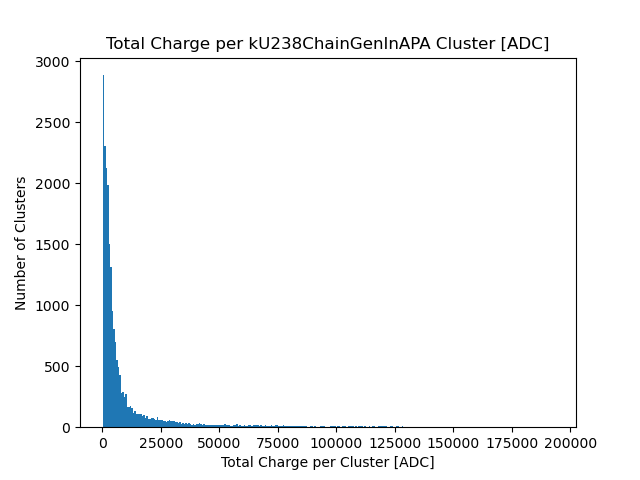 Total Charge per kU238ChainGenInAPA Cluster [ADC]
3000
2500
2000
1500
1000
500
0
Number of Clusters
0 25000 50000 75000 100000 125000 150000 175000 200000
Total Charge per Cluster [ADC]